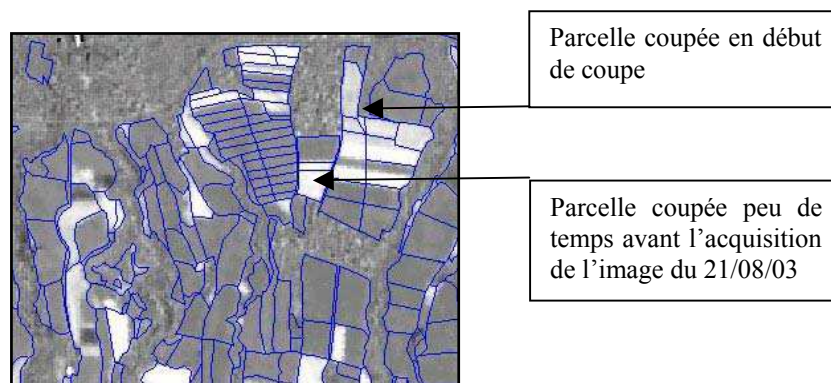 Parcelle coupée en début
de coupe
Parcelle coupée peu de
temps avant l’acquisition
de l’image du 21/08/03